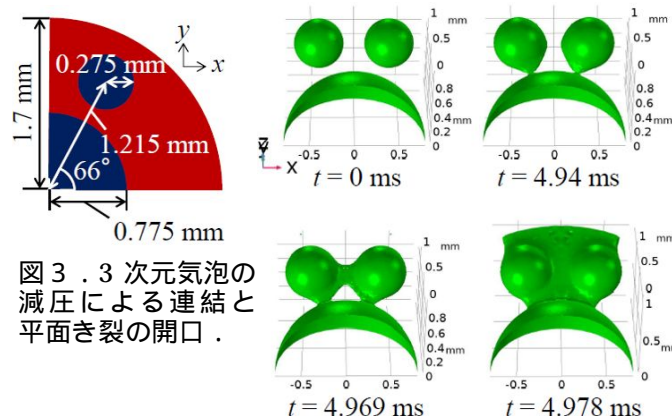 y
x
0.275 mm
1.7 mm
1.215 mm
66°
0.775 mm
図３．3 次元気泡の
減圧による連結と
平面き裂の開口．
1
mm
0.5
0
0.8
0.6
0.4
0.2
0
mm
-0.5 0 0.5
X
t = 0 ms
1
mm
0.5
0
0.8
0.6
0.4
0.2
0
mm
-0.5 0 0.5
t = 4.94 ms
1
mm
0.5
0
0.8
0.6
0.4
0.2
0
mm
-0.5 0 0.5
t = 4.969 ms
1 mm
0.5
0
1
0.5
0
mm
-0.5 0 0.5
t = 4.978 ms